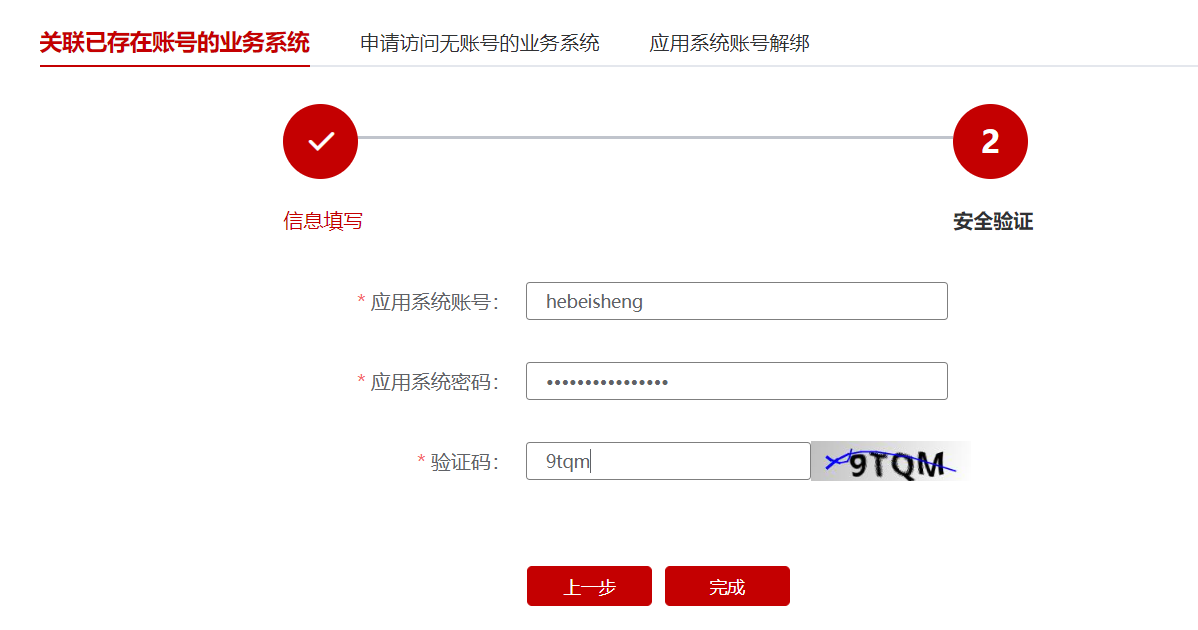 关联已存在账号的业务系统 申请访问无账号的业务系统 应用系统账号解绑
2
信息填写 安全验证
* 应用系统账号： hebeisheng
* 应用系统密码： ••••••••••••••••
* 验证码： 9tqm 9TQM
上一步 完成